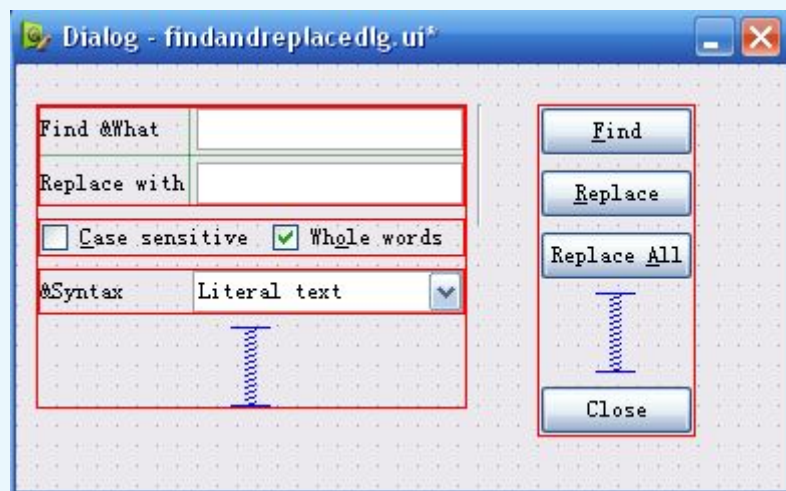 Dialog - findandreplacedlg.ui*
Find &What
Replace with
Case sensitive Whole words
&Syntax Literal text
Find
Replace
Replace All
Close